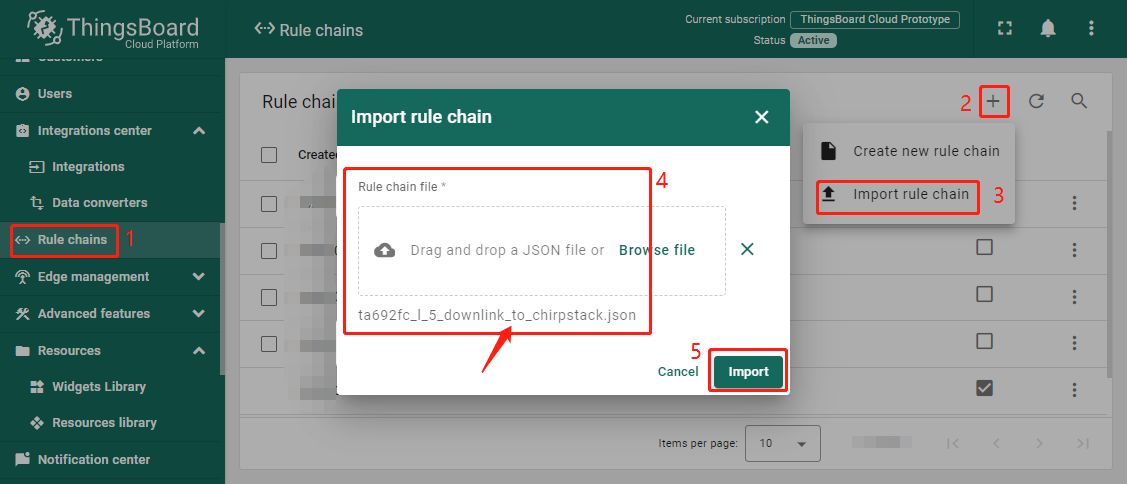 ThingsBoard
Cloud Platform
Rule chains
Current subscription ThingsBoard Cloud Prototype
Status Active
Customers
Users
Integrations center
Integrations
Data converters
Rule chains 1
Edge management
Advanced features
Resources
Widgets Library
Resources library
Notification center
Rule chai
2 +
Created
Create new rule chain
Import rule chain 3
Import rule chain
4
Rule chain file *
Drag and drop a JSON file or Browse file
ta692fc_l_5_downlink_to_chirpstack.json
5
Cancel Import
Items per page: 10